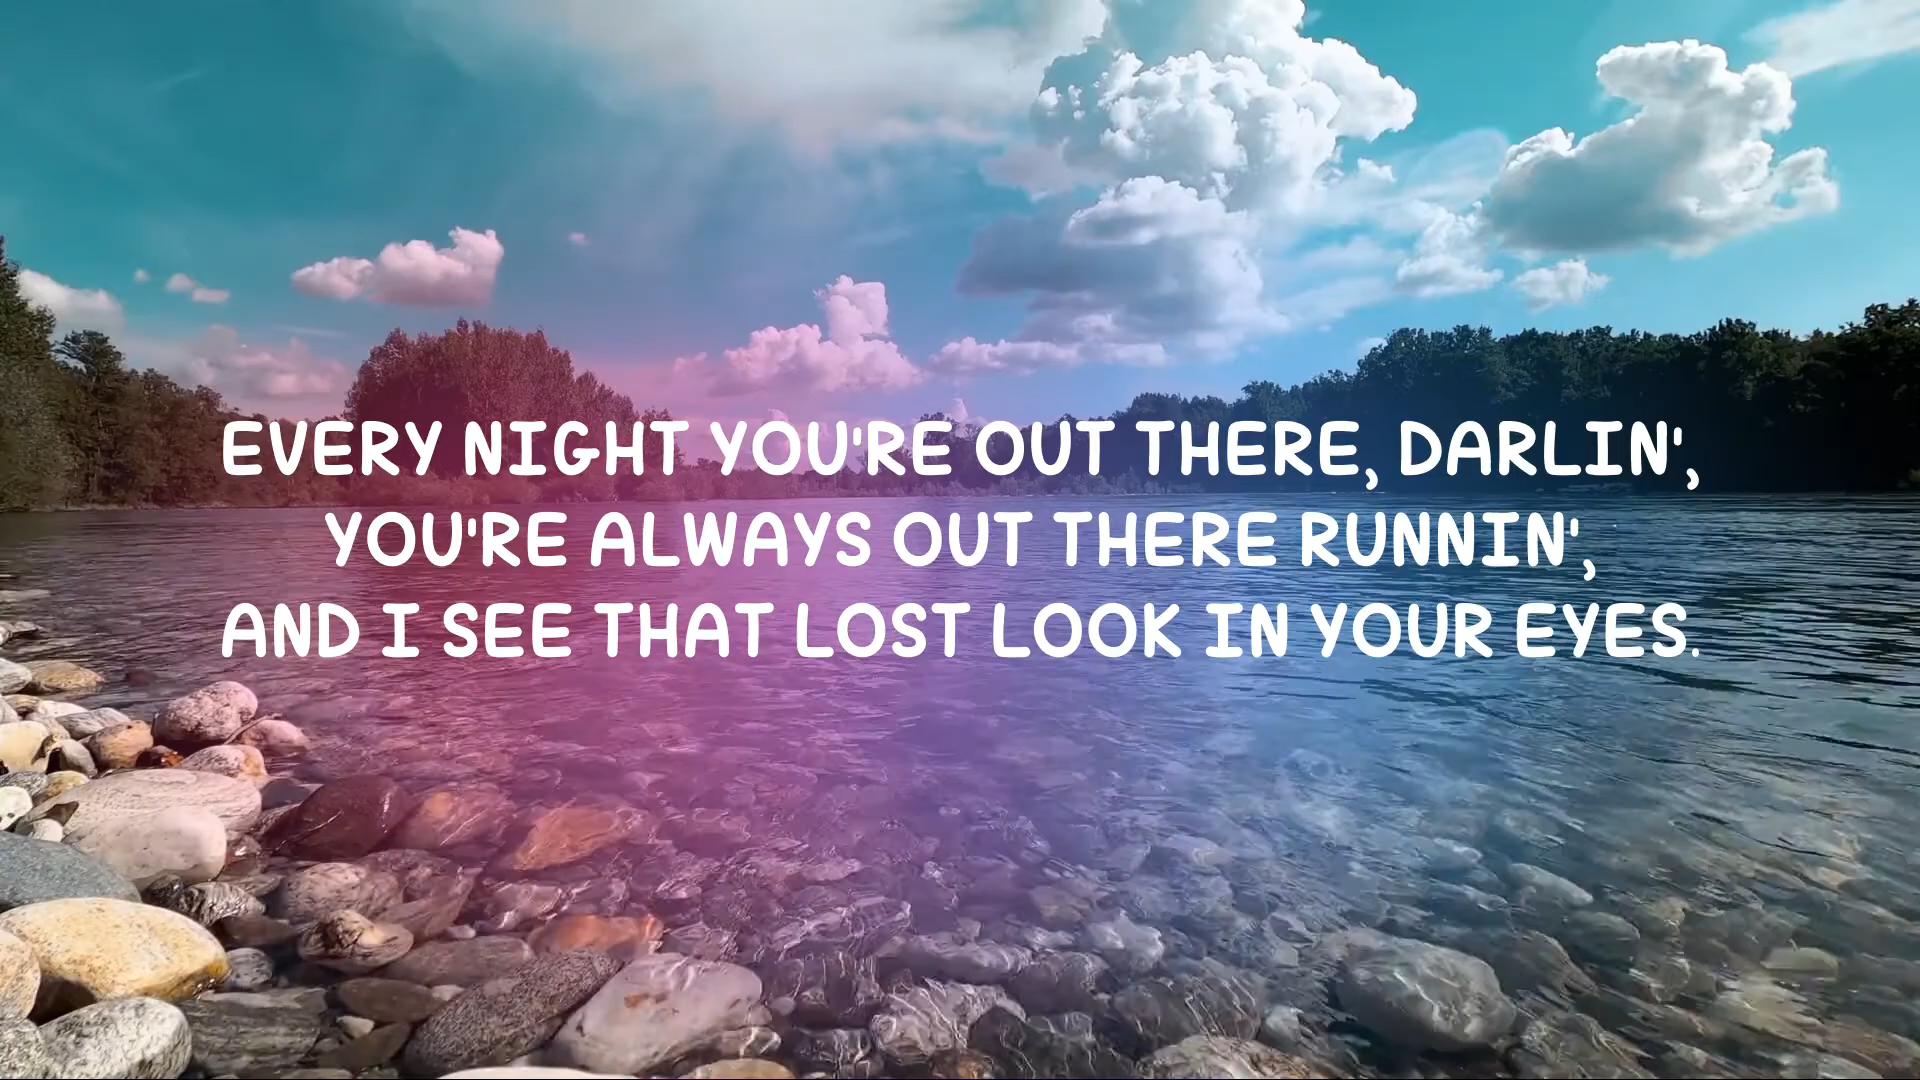 EVERY NIGHT YOU'RE OUT THERE, DARLIN',
YOU'RE ALWAYS OUT THERE RUNNIN',
AND I SEE THAT LOST LOOK IN YOUR EYES.